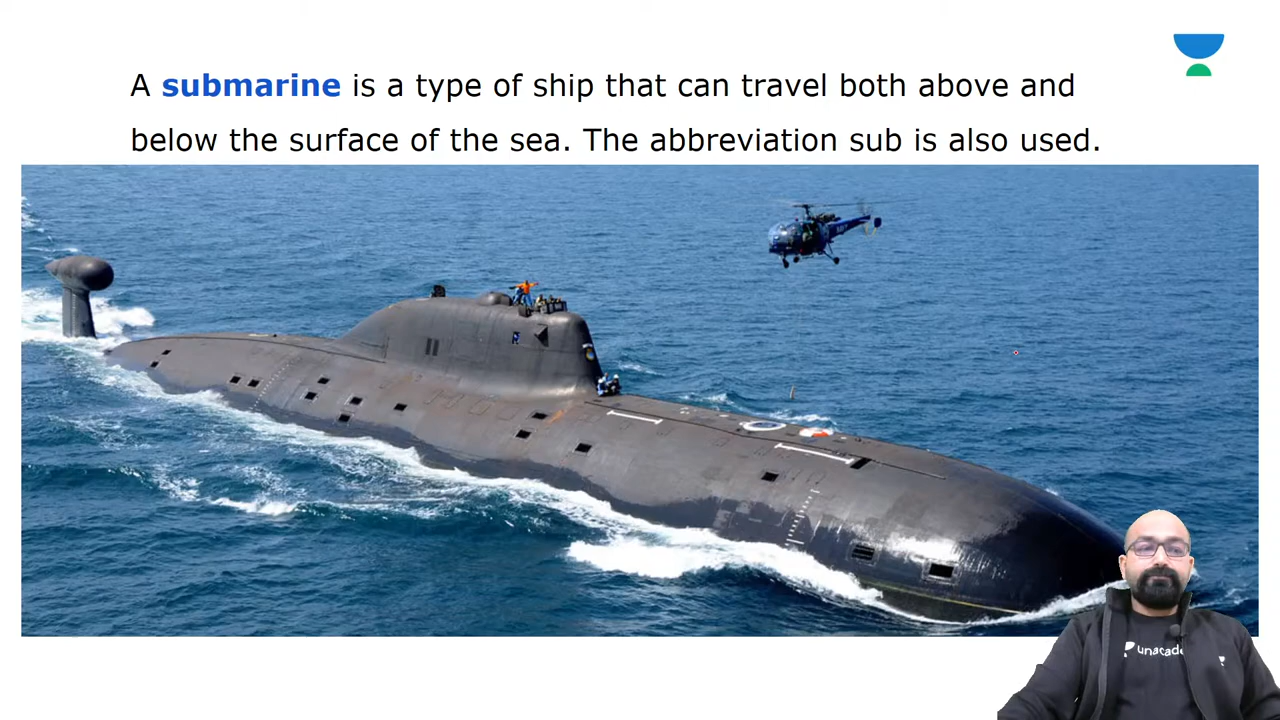 A submarine is a type of ship that can travel both above and
below the surface of the sea. The abbreviation sub is also used.